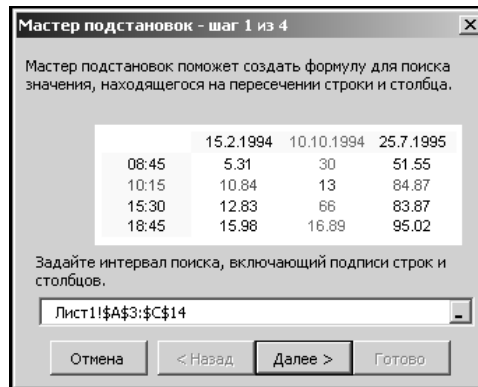 Мастер подстановок - шаг 1 из 4
Мастер подстановок поможет создать формулу для поиска
значения, находящегося на пересечении строки и столбца.
15.2.1994 10.10.1994 25.7.1995
08:45 5.31 30 51.55
10:15 10.84 13 84.87
15:30 12.83 66 83.87
18:45 15.98 16.89 95.02
Задайте интервал поиска, включающий подписи строк и
столбцов.
Лист1!$A$3:$C$14
Отмена < Назад Далее > Готово